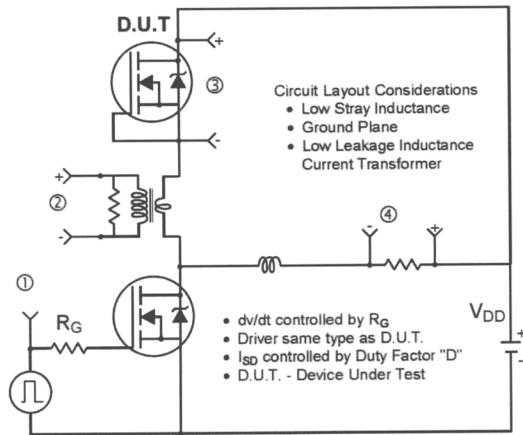 D.U.T
+
③
Circuit Layout Considerations
• Low Stray Inductance
• Ground Plane
• Low Leakage Inductance
Current Transformer
-
+
②
-
④
- +
①
RG
VDD
+
-
• dv/dt controlled by RG
• Driver same type as D.U.T.
• ISD controlled by Duty Factor "D"
• D.U.T. - Device Under Test